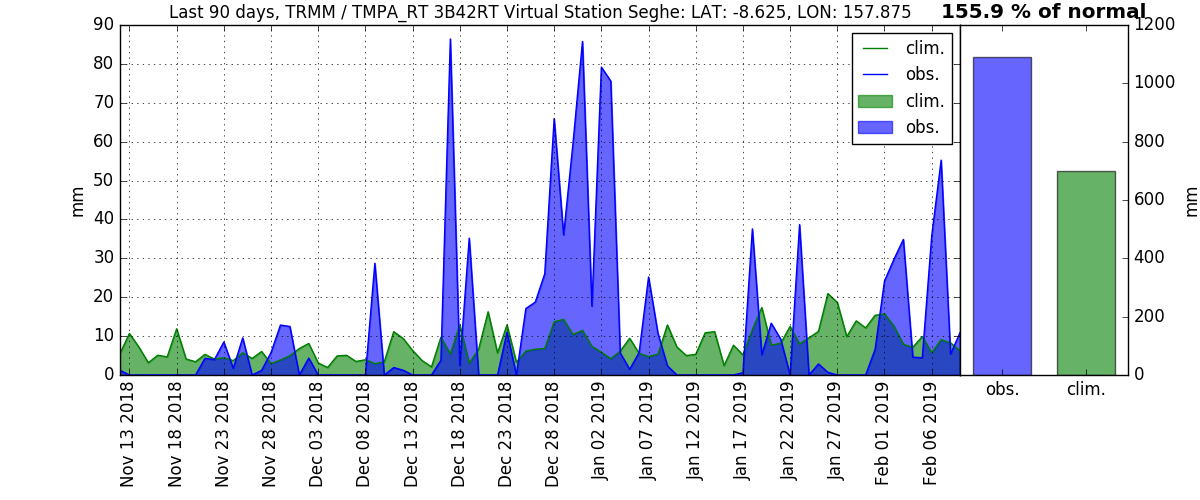 Last 90 days, TRMM / TMPA_RT 3B42RT Virtual Station Seghe: LAT: -8.625, LON: 157.875
155.9 % of normal
90
80
70
60
50
40
30
20
10
0
mm
clim.
obs.
clim.
obs.
Nov 13 2018
Nov 18 2018
Nov 23 2018
Nov 28 2018
Dec 03 2018
Dec 08 2018
Dec 13 2018
Dec 18 2018
Dec 23 2018
Dec 28 2018
Jan 02 2019
Jan 07 2019
Jan 12 2019
Jan 17 2019
Jan 22 2019
Jan 27 2019
Feb 01 2019
Feb 06 2019
1200
1000
800
600
400
200
0
mm
obs.
clim.